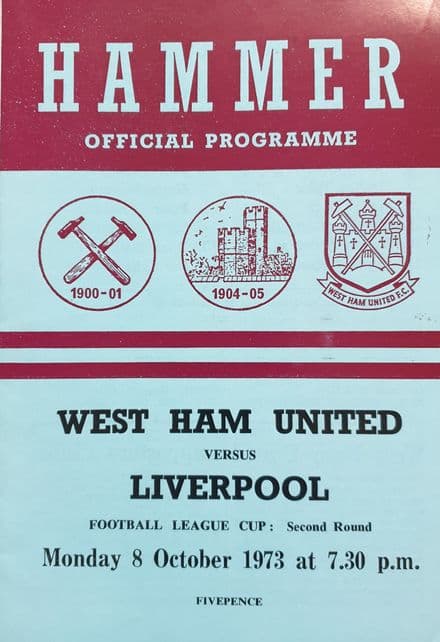 HAMMER
OFFICIAL PROGRAMME
1900-01
1904-05
WEST HAM UNITED F.C.
WEST HAM UNITED
VERSUS
LIVERPOOL
FOOTBALL LEAGUE CUP: Second Round
Monday 8 October 1973 at 7.30 p.m.
FIVEPENCE